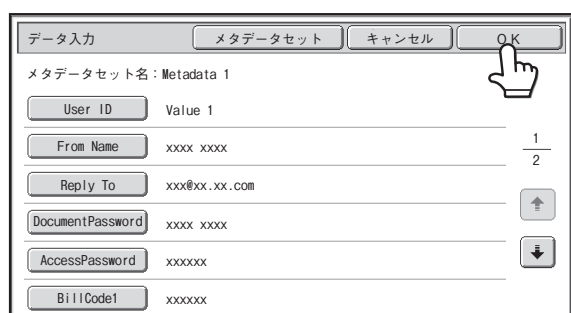 データ入力 メタデータセット キャンセル OK
メタデータセット名：Metadata 1
User ID Value 1
From Name xxxx xxxx
1
2
Reply To xxx@xx.xx.com
DocumentPassword xxxx xxxx
AccessPassword xxxxxx
BillCode1 xxxxxx